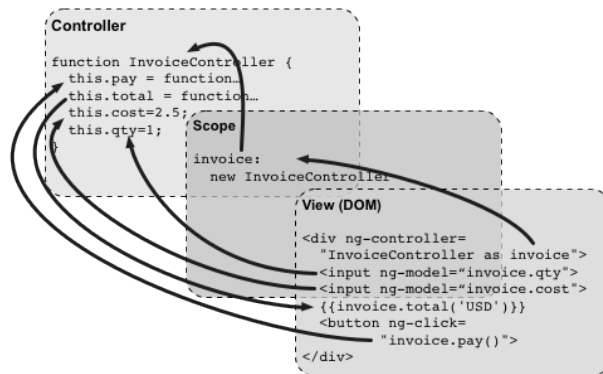 Controller
function InvoiceController {
this.pay = function…
this.total = function…
this.cost=2.5;
this.qty=1;
}
Scope
invoice:
new InvoiceController
View (DOM)
<div ng-controller=
"InvoiceController as invoice">
<input ng-model=“invoice.qty">
<input ng-model=“invoice.cost">
{{invoice.total('USD')}}
<button ng-click=
"invoice.pay()">
</div>